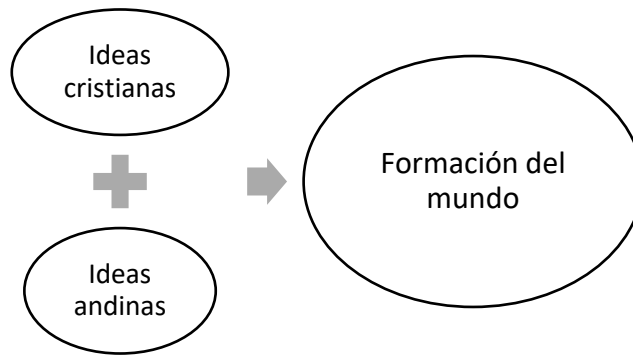 Ideas
cristianas
Ideas
andinas
Formación del
mundo